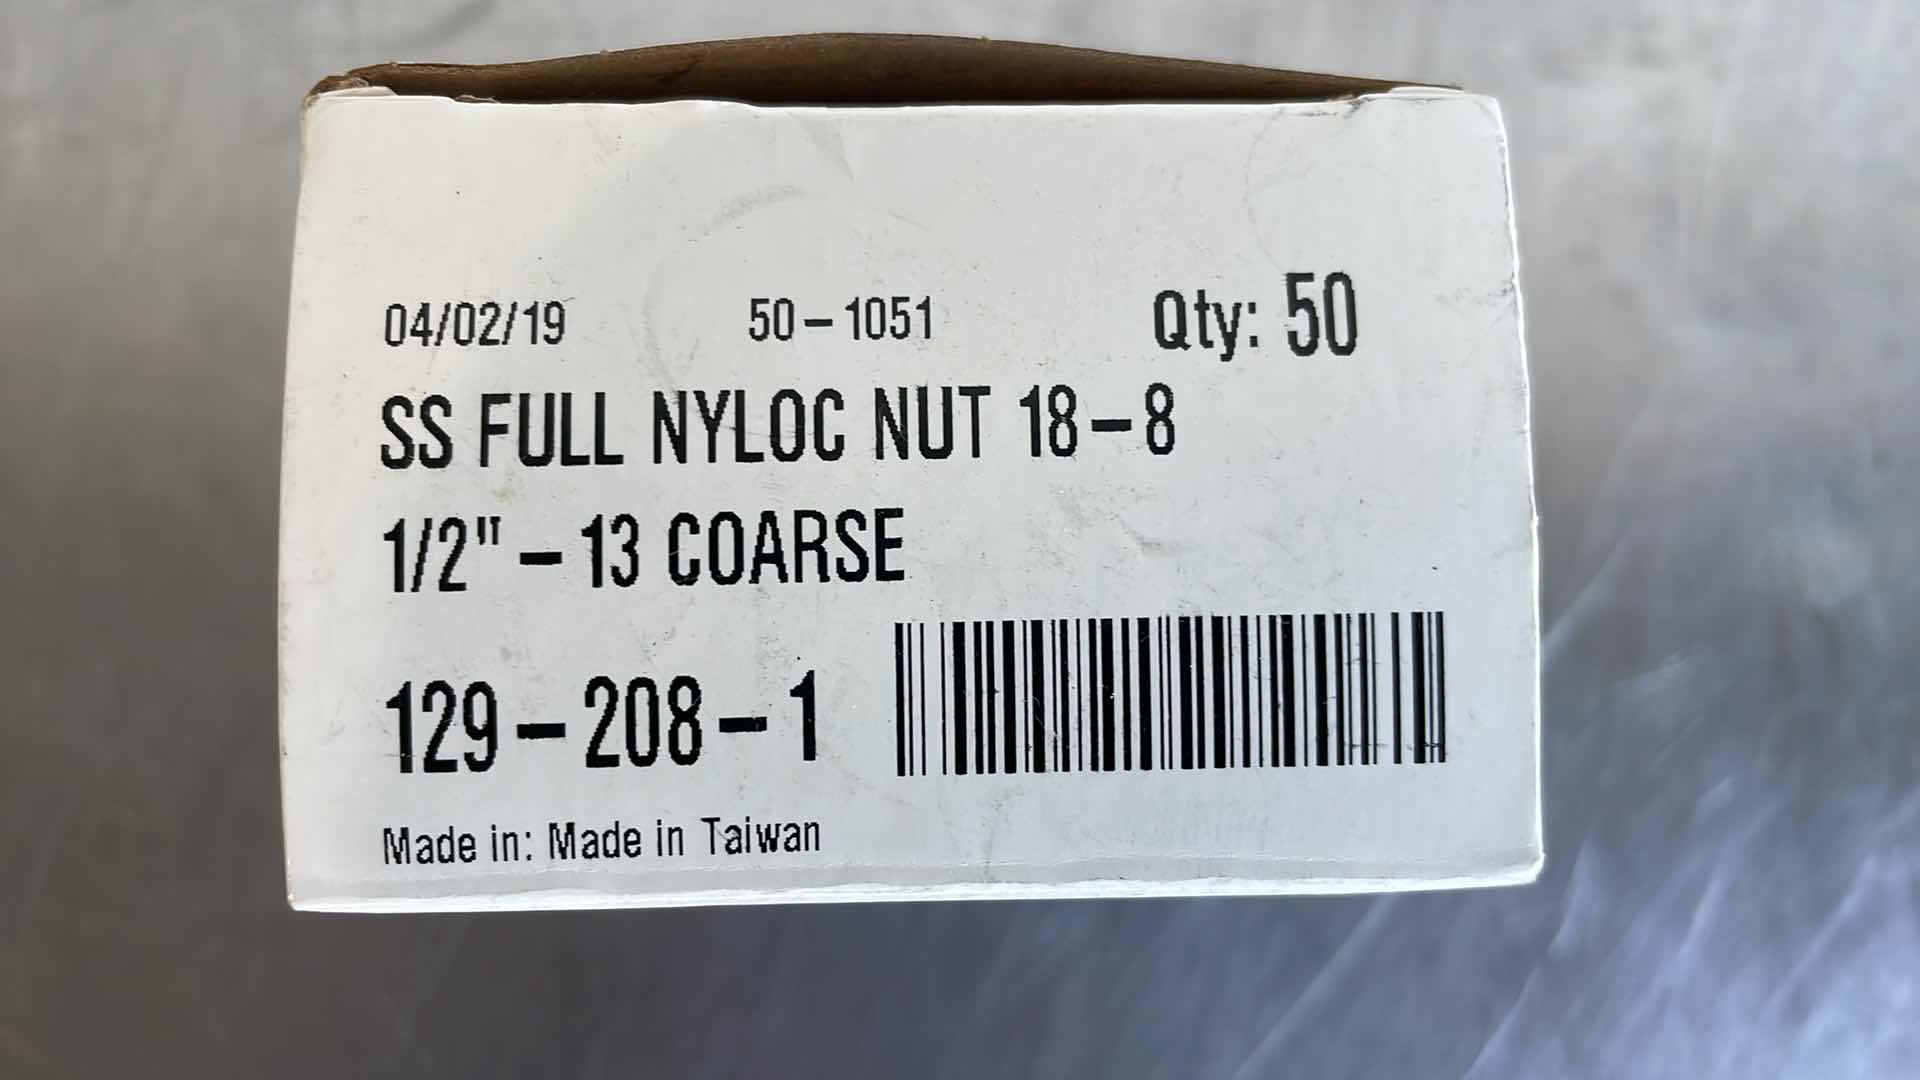 04/02/19 50-1051 Qty: 50
SS FULL NYLOC NUT 18-8
1/2" - 13 COARSE
129-208-1
Made in: Made in Taiwan